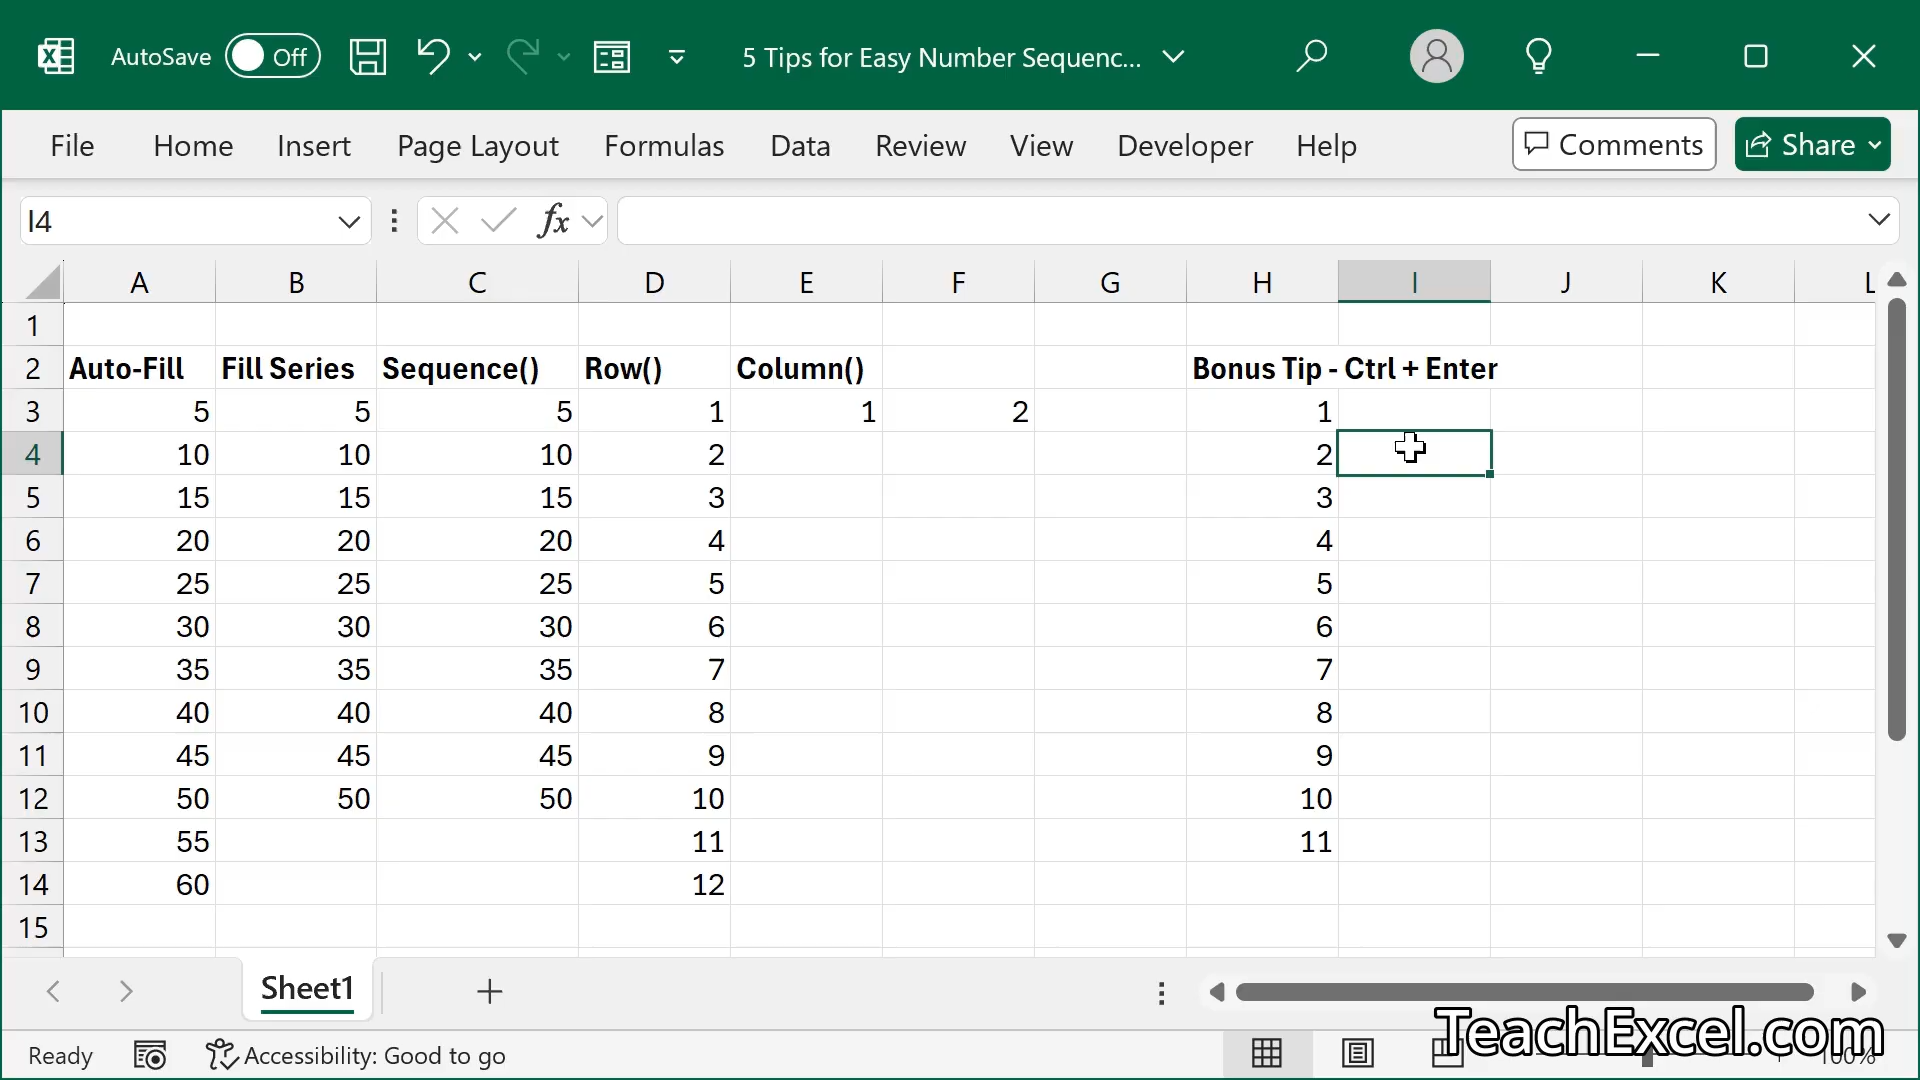 AutoSave Off 5 Tips for Easy Number Sequenc...
File Home Insert Page Layout Formulas Data Review View Developer Help Comments Share
I4 fx
A B C D E F G H I J K L
1
2 Auto-Fill Fill Series Sequence() Row() Column() Bonus Tip - Ctrl + Enter
3 5 5 5 1 1 2 1
4 10 10 10 2 2
5 15 15 15 3 3
6 20 20 20 4 4
7 25 25 25 5 5
8 30 30 30 6 6
9 35 35 35 7 7
10 40 40 40 8 8
11 45 45 45 9 9
12 50 50 50 10 10
13 55 11 11
14 60 12
15
Sheet1
TeachExcel.com
Ready Accessibility: Good to go 100%